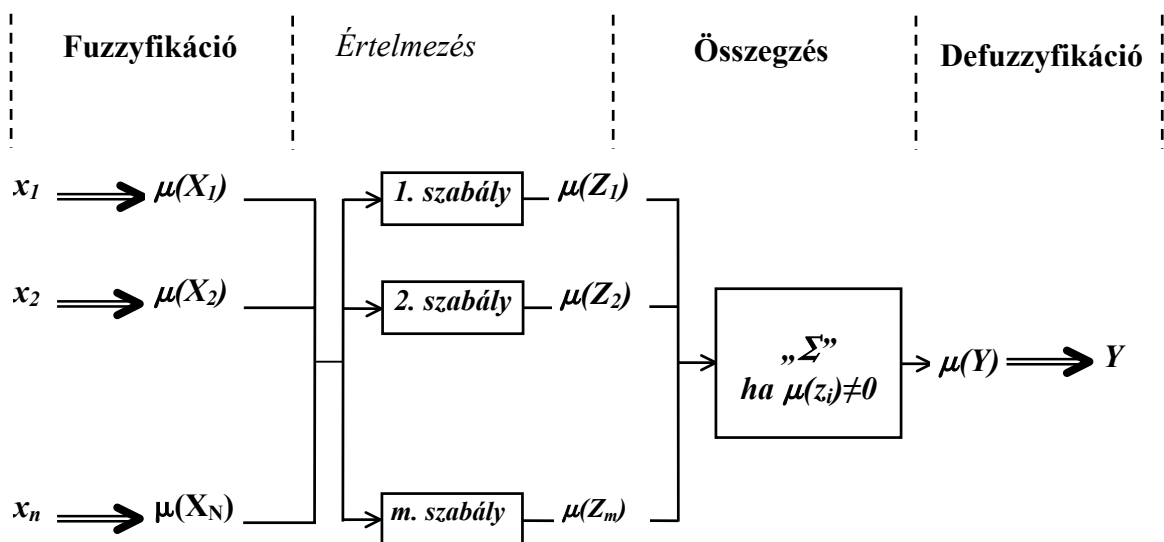 Fuzzyfikáció Értelmezés Összegzés Defuzzyfikáció
x₁ μ(X₁) 1. szabály μ(Z₁)
x₂ μ(X₂) 2. szabály μ(Z₂)
„Σ”
ha μ(zᵢ)≠0
μ(Y) Y
xₙ μ(X_N) m. szabály μ(Zₘ)